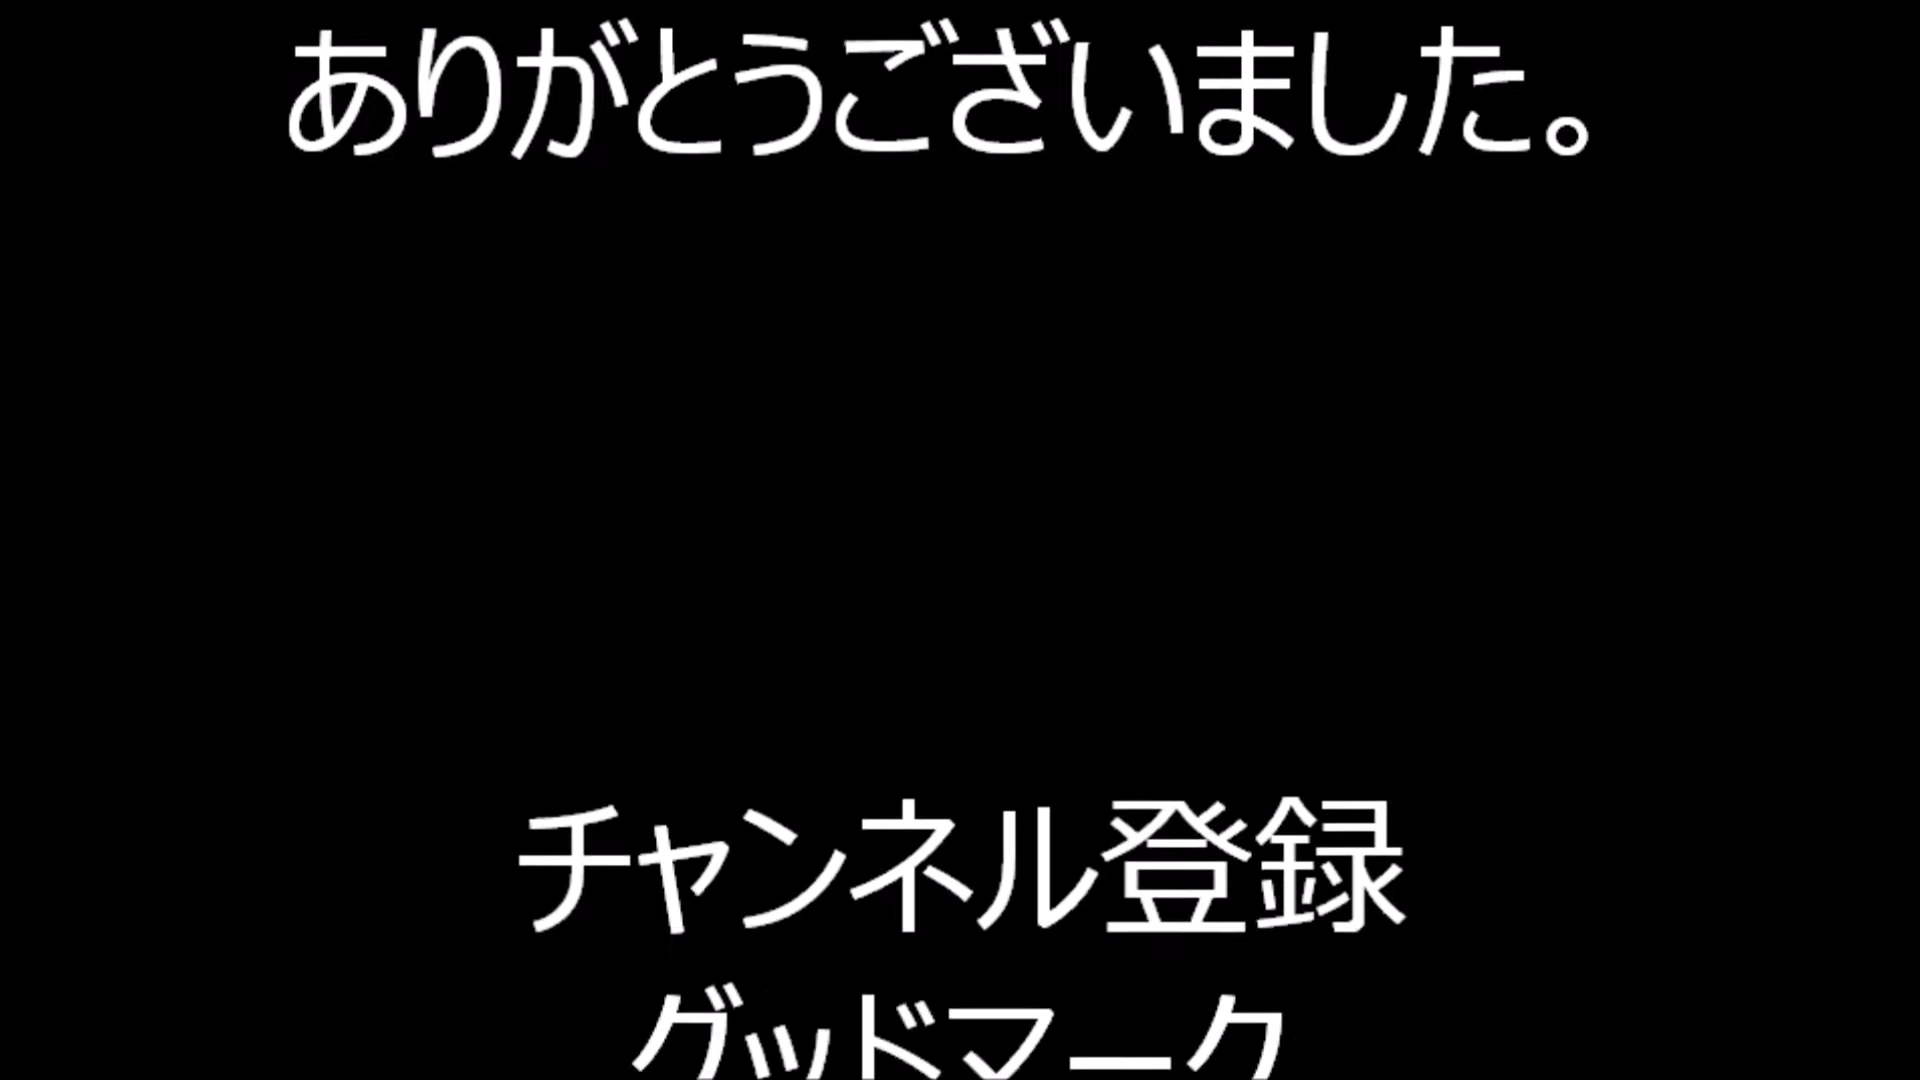 ありがとうございました。
チャンネル登録
グッドマーク